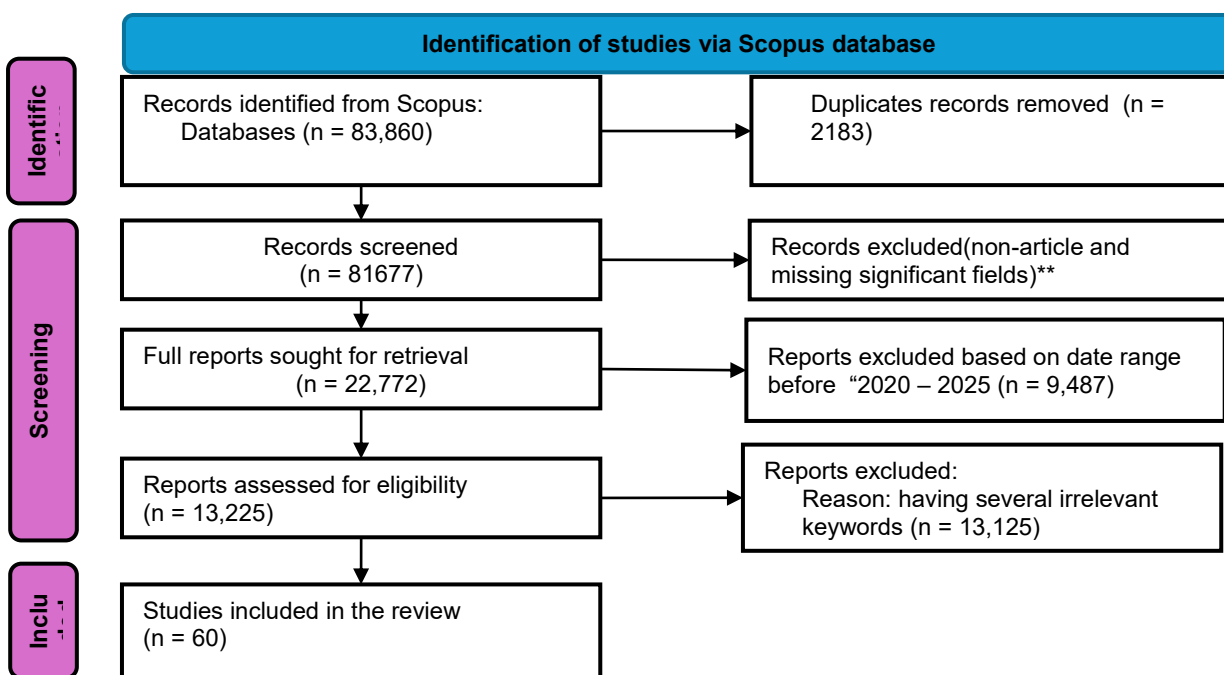 Identification of studies via Scopus database
Identific
Records identified from Scopus:
Databases (n = 83,860)
Duplicates records removed (n =
2183)
Screening
Records screened
(n = 81677)
Records excluded(non-article and
missing significant fields)**
Full reports sought for retrieval
(n = 22,772)
Reports excluded based on date range
before “2020 – 2025 (n = 9,487)
Reports assessed for eligibility
(n = 13,225)
Reports excluded:
Reason: having several irrelevant
keywords (n = 13,125)
Inclu
Studies included in the review
(n = 60)